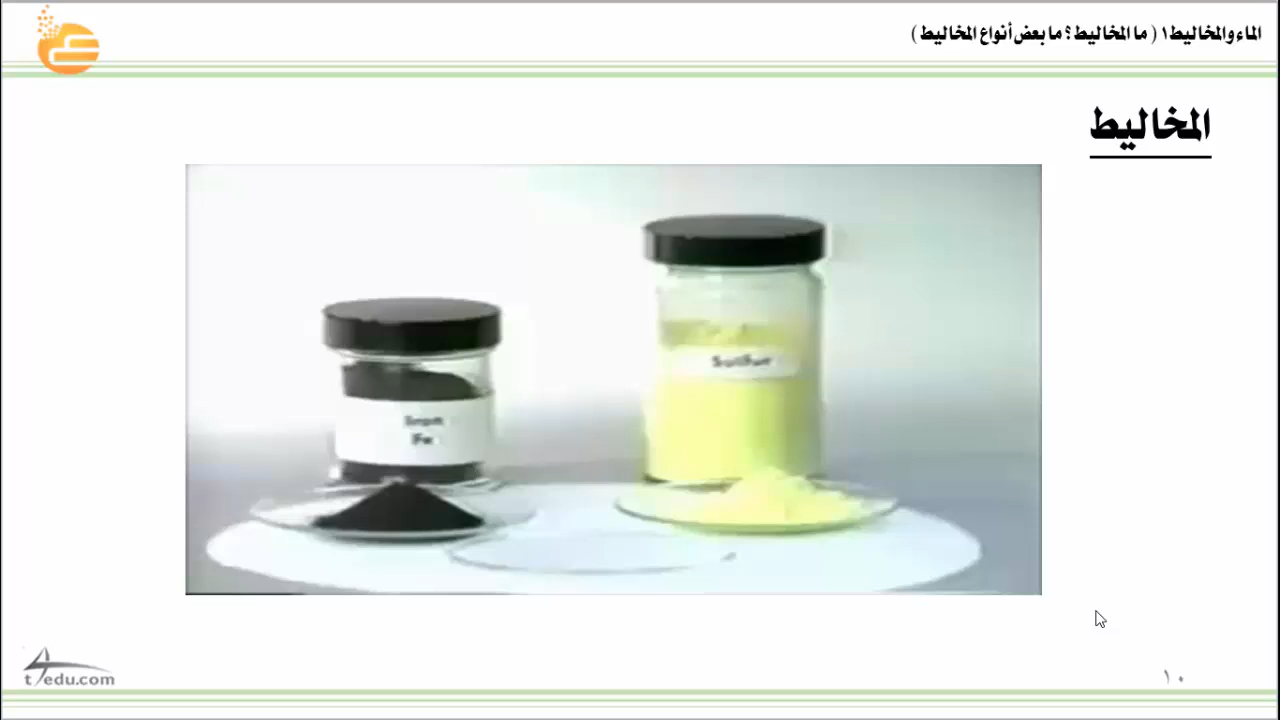 الماء والمخاليط١ ( ما المخاليط؟ ما بعض أنواع المخاليط )
المخاليط
Sulfur
Iron
Fe
t4edu.com
١٠